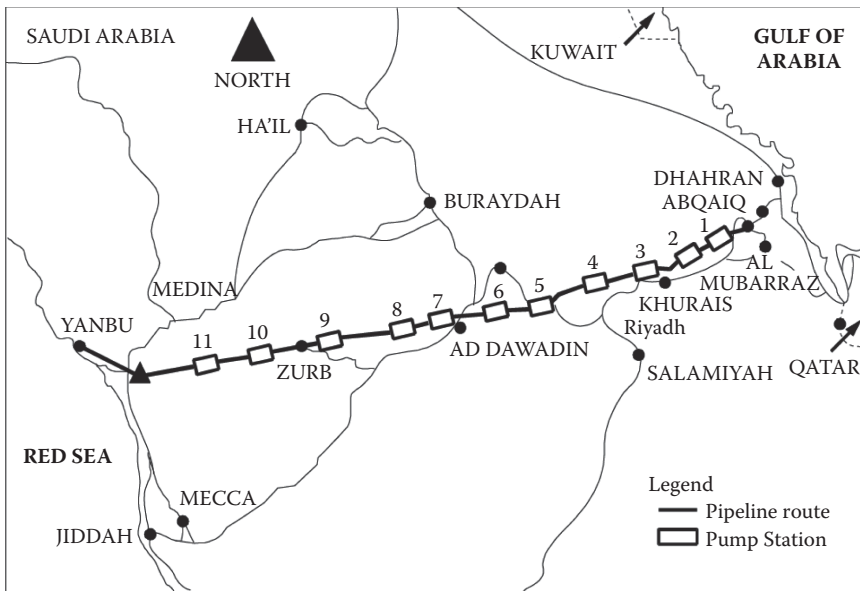 SAUDI ARABIA
NORTH
KUWAIT
GULF OF
ARABIA
HA'IL
DHAHRAN
ABQAIQ
BURAYDAH
1
2
3
4
5
6
7
8
9
10
11
AL
MUBARRAZ
MEDINA
KHURAIS
YANBU
Riyadh
AD DAWADIN
ZURB
SALAMIYAH
QATAR
RED SEA
MECCA
JIDDAH
Legend
Pipeline route
Pump Station